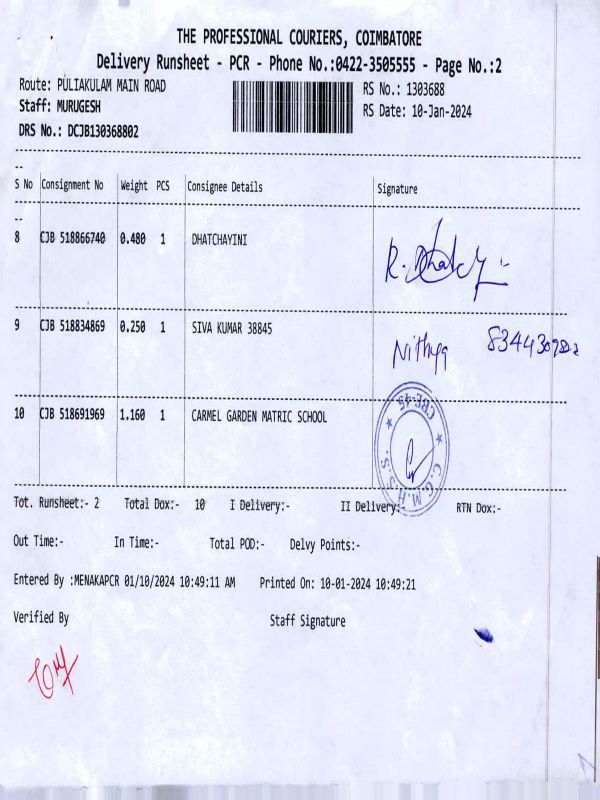 THE PROFESSIONAL COURIERS, COIMBATORE
Delivery Runsheet - PCR - Phone No.:0422-3505555 - Page No.:2
Route: PULIAKULAM MAIN ROAD RS No.: 1303688
Staff: MURUGESH RS Date: 10-Jan-2024
DRS No.: DCJB130368802
S No Consignment No Weight PCS Consignee Details Signature
8 CJB 518866740 0.480 1 DHATCHAYINI
9 CJB 518834869 0.250 1 SIVA KUMAR 38845 Nithya
10 CJB 518691969 1.160 1 CARMEL GARDEN MATRIC SCHOOL
CBE-45
C.G.M.H.S.S.
Tot. Runsheet:- 2 Total Dox:- 10 I Delivery:- II Delivery:- RTN Dox:-
Out Time:- In Time:- Total POD:- Delvy Points:-
Entered By :MENAKAPCR 01/10/2024 10:49:11 AM Printed On: 10-01-2024 10:49:21
Verified By Staff Signature